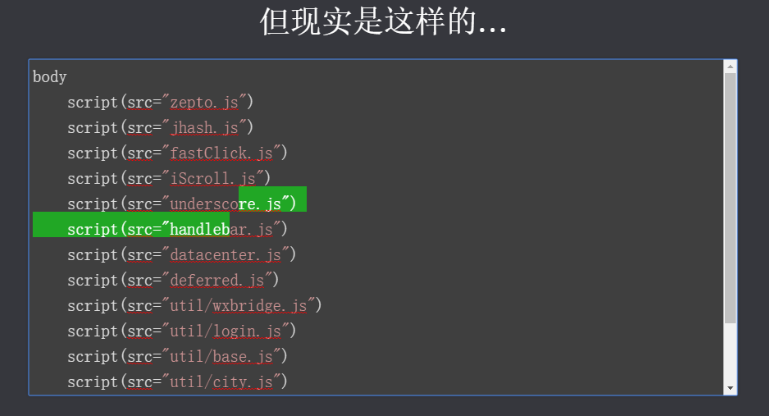 但现实是这样的...
body
script(src="zepto.js")
script(src="jhash.js")
script(src="fastClick.js")
script(src="iScroll.js")
script(src="underscore.js")
script(src="handlebar.js")
script(src="datacenter.js")
script(src="deferred.js")
script(src="util/wxbridge.js")
script(src="util/login.js")
script(src="util/base.js")
script(src="util/city.js")